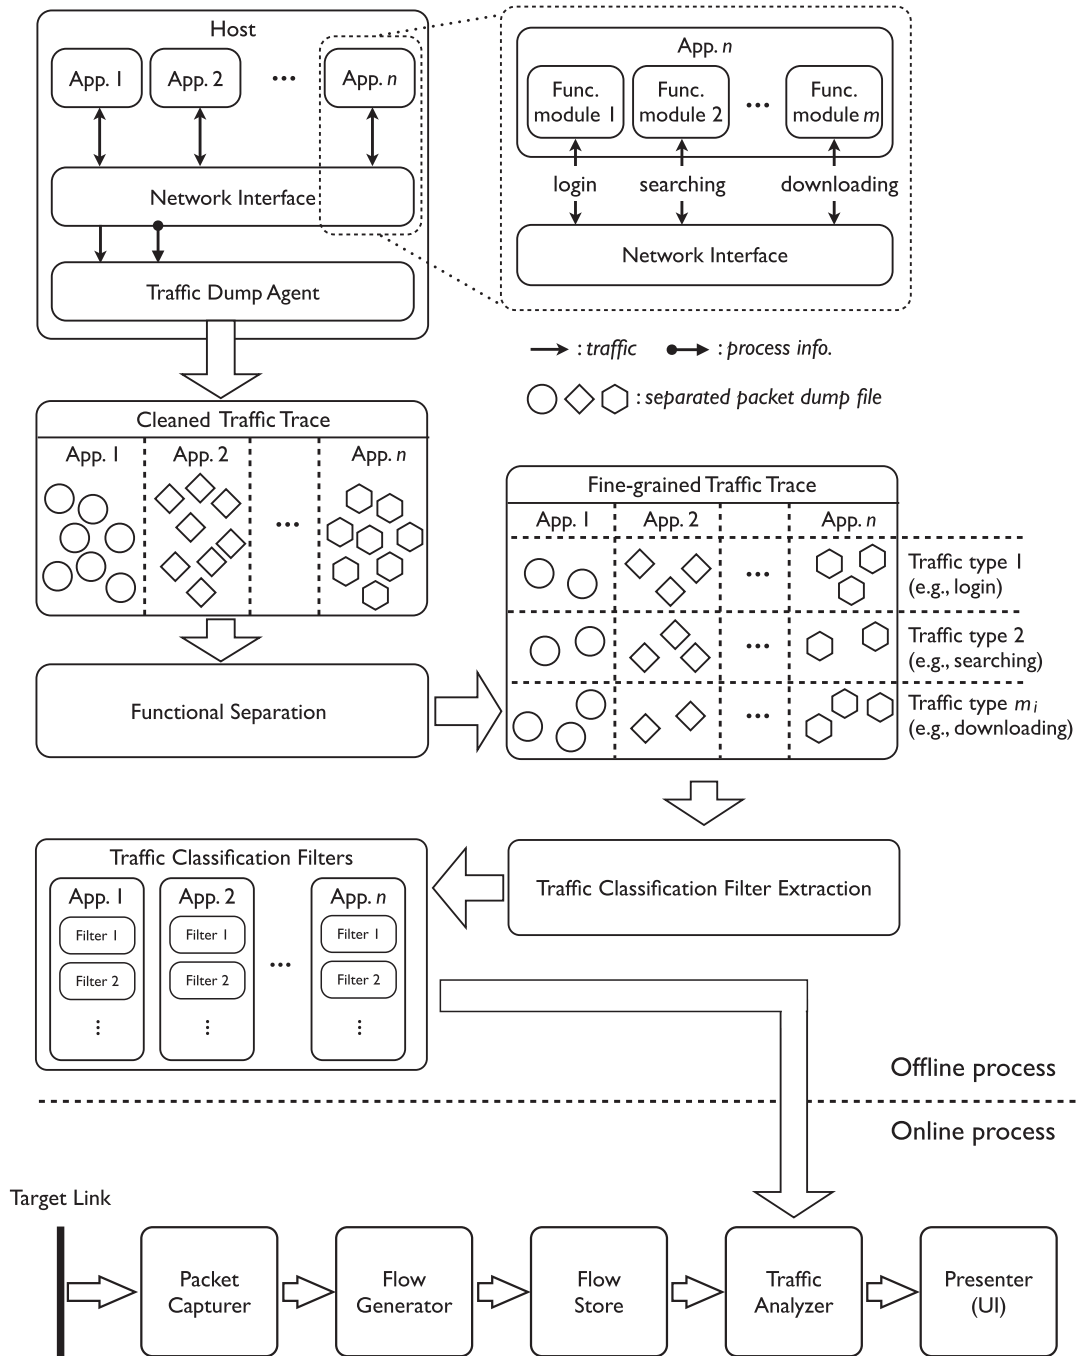 Host
App. 1
App. 2
...
App. n
Network Interface
Traffic Dump Agent
App. n
Func.
module 1
Func.
module 2
...
Func.
module m
login
searching
downloading
Network Interface
: traffic
: process info.
: separated packet dump file
Cleaned Traffic Trace
App. 1
App. 2
App. n
...
Functional Separation
Fine-grained Traffic Trace
App. 1
App. 2
App. n
...
Traffic type 1
(e.g., login)
...
Traffic type 2
(e.g., searching)
...
Traffic type m i
(e.g., downloading)
Traffic Classification Filter Extraction
Traffic Classification Filters
App. 1
Filter 1
Filter 2
⋮
App. 2
Filter 1
Filter 2
⋮
...
App. n
Filter 1
Filter 2
⋮
Offline process
Online process
Target Link
Packet
Capturer
Flow
Generator
Flow
Store
Traffic
Analyzer
Presenter
(UI)